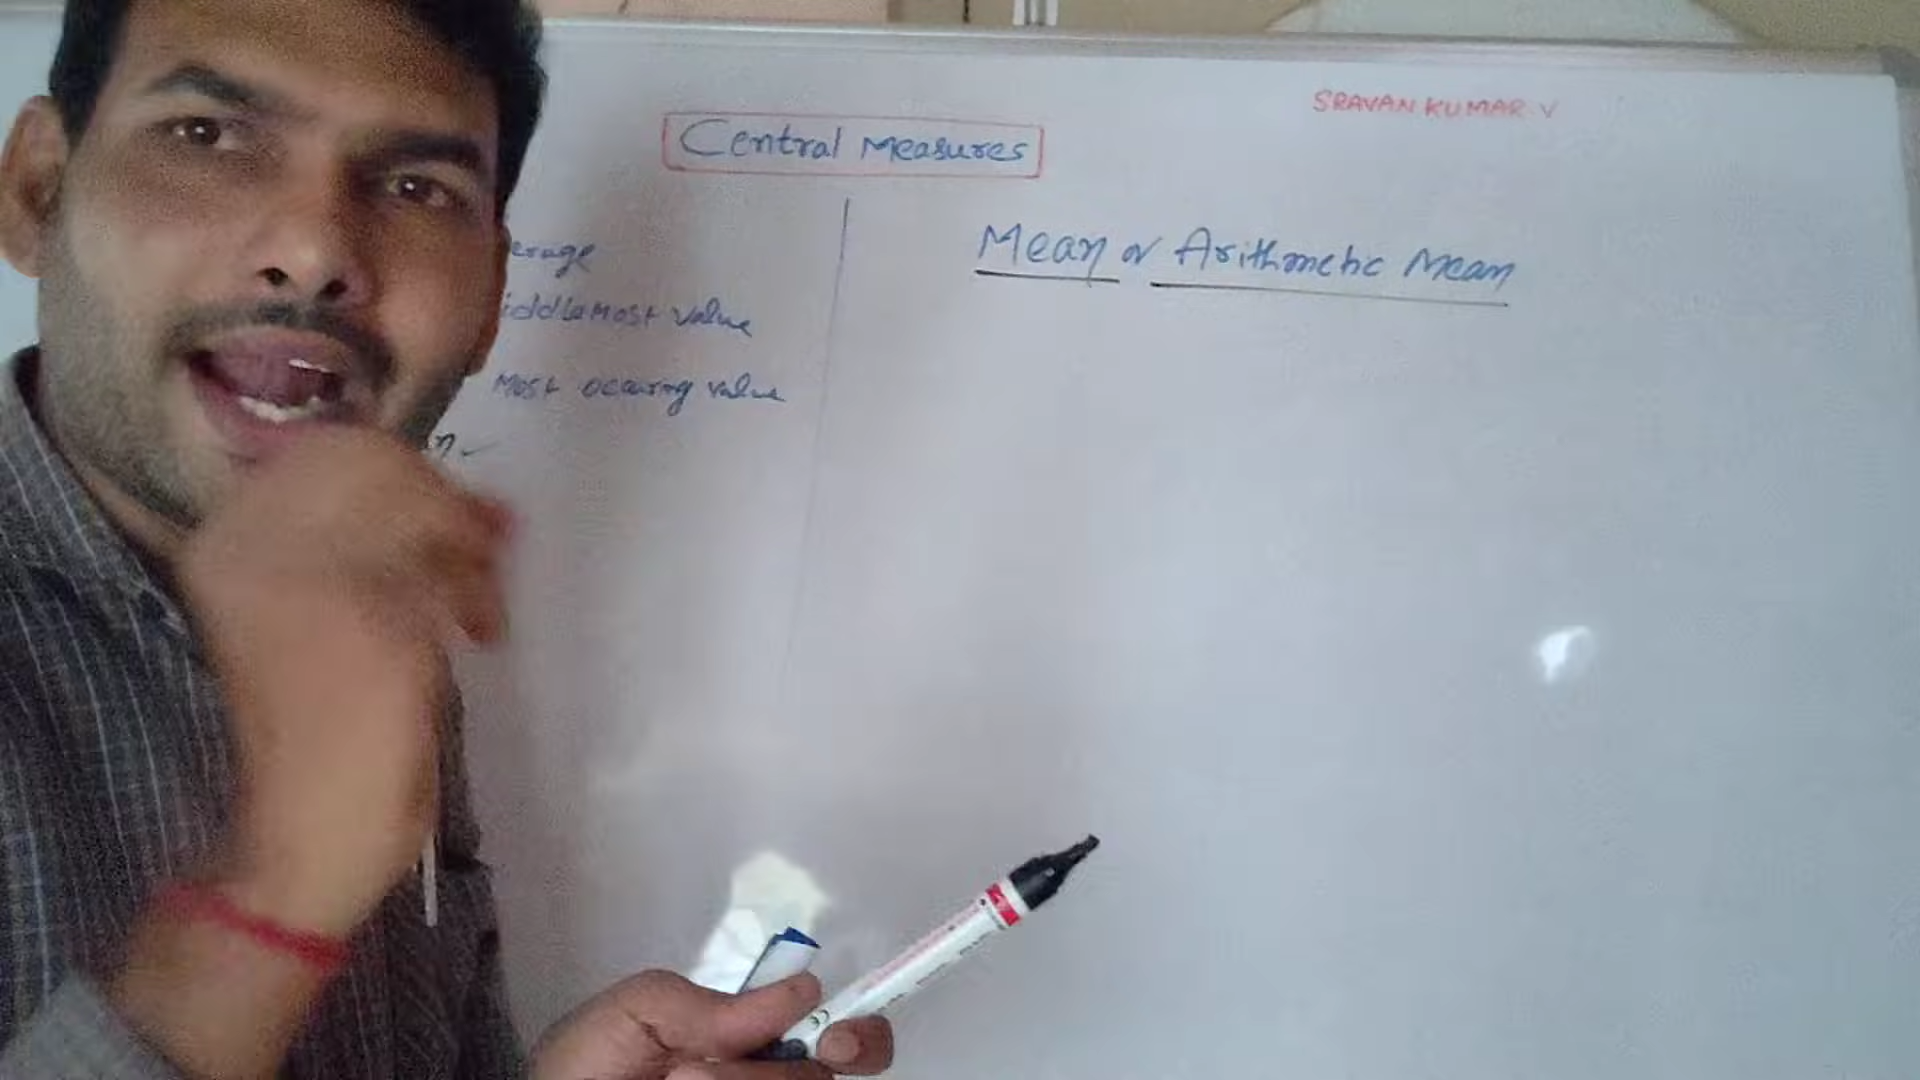 SRAVAN KUMAR.V
Central Measures
erage
iddlemost value
Most occuring value
n
Mean or Arithmetic Mean